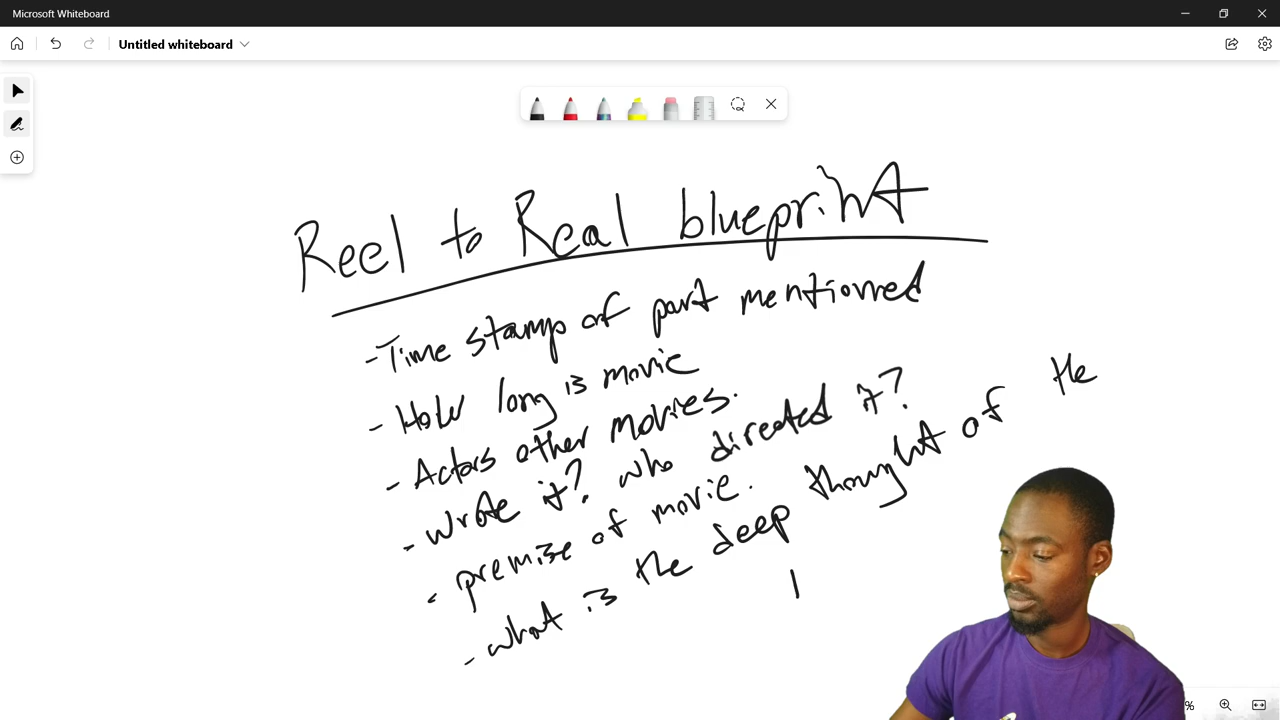 Microsoft Whiteboard
Untitled whiteboard
Reel to Real blueprint
- Time stamp of part mentioned
- How long is movie
- Actors other movies.
- wrote it? who directed it?
- premise of movie.
- what is the deep thought of the
%